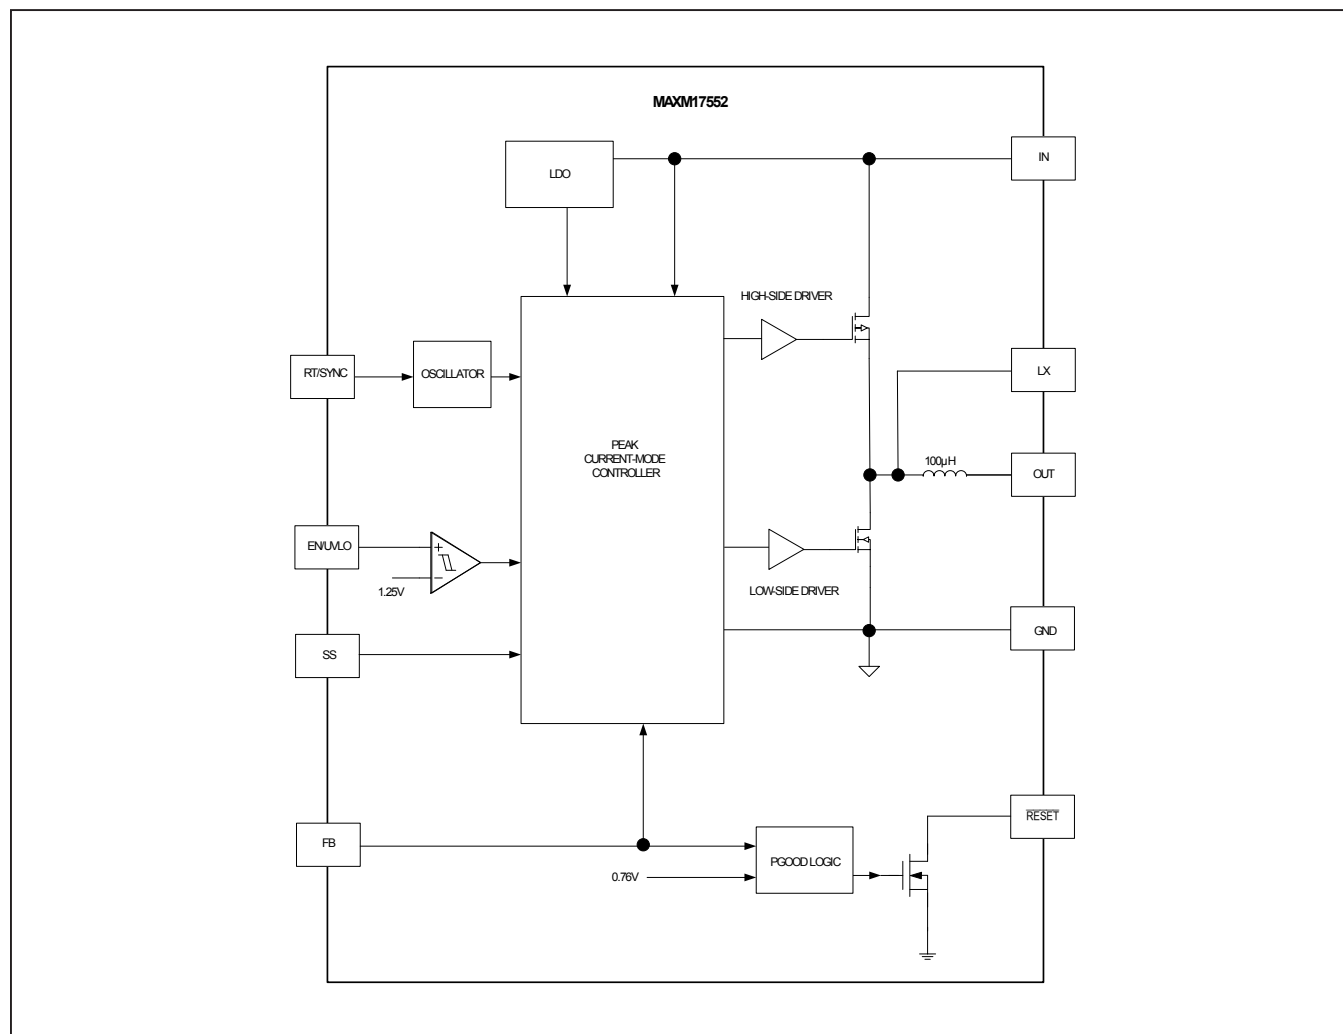 MAXM17552
LDO
IN
HIGH-SIDE DRIVER
RT/SYNC
OSCILLATOR
LX
PEAK
CURRENT-MODE
CONTROLLER
100µH
OUT
EN/UVLO
+
−
1.25V
LOW-SIDE DRIVER
GND
SS
RESET
FB
PGOOD LOGIC
0.76V